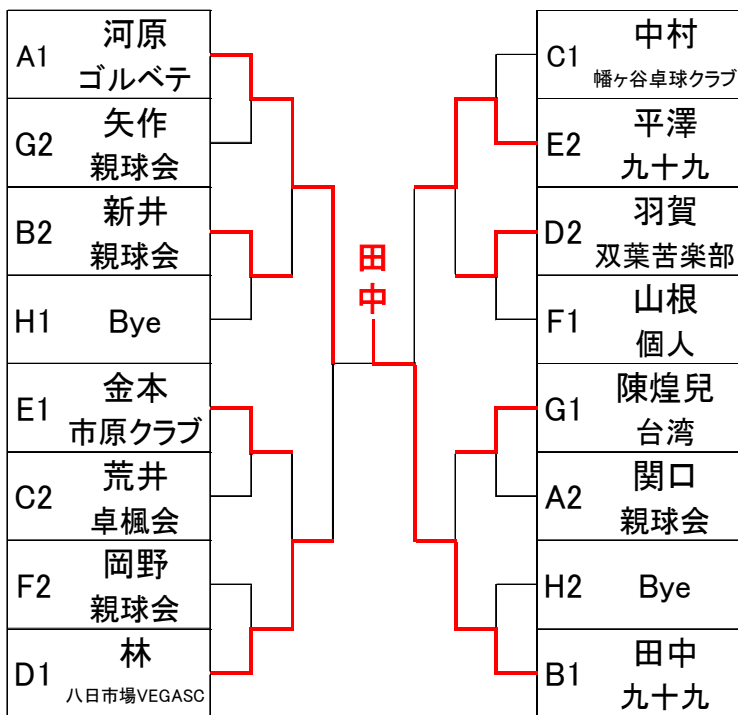 A1
河原
ゴルベテ
G2
矢作
親球会
B2
新井
親球会
H1
Bye
E1
金本
市原クラブ
C2
荒井
卓楓会
F2
岡野
親球会
D1
林
八日市場VEGASC
田中
C1
中村
幡ヶ谷卓球クラブ
E2
平澤
九十九
D2
羽賀
双葉苦楽部
F1
山根
個人
G1
陳煌兒
台湾
A2
関口
親球会
H2
Bye
B1
田中
九十九